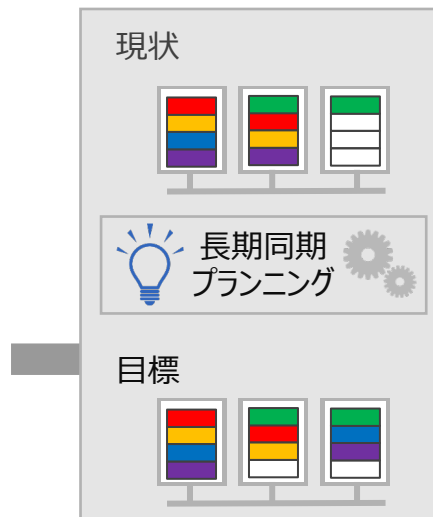 現状
長期同期
プランニング
目標